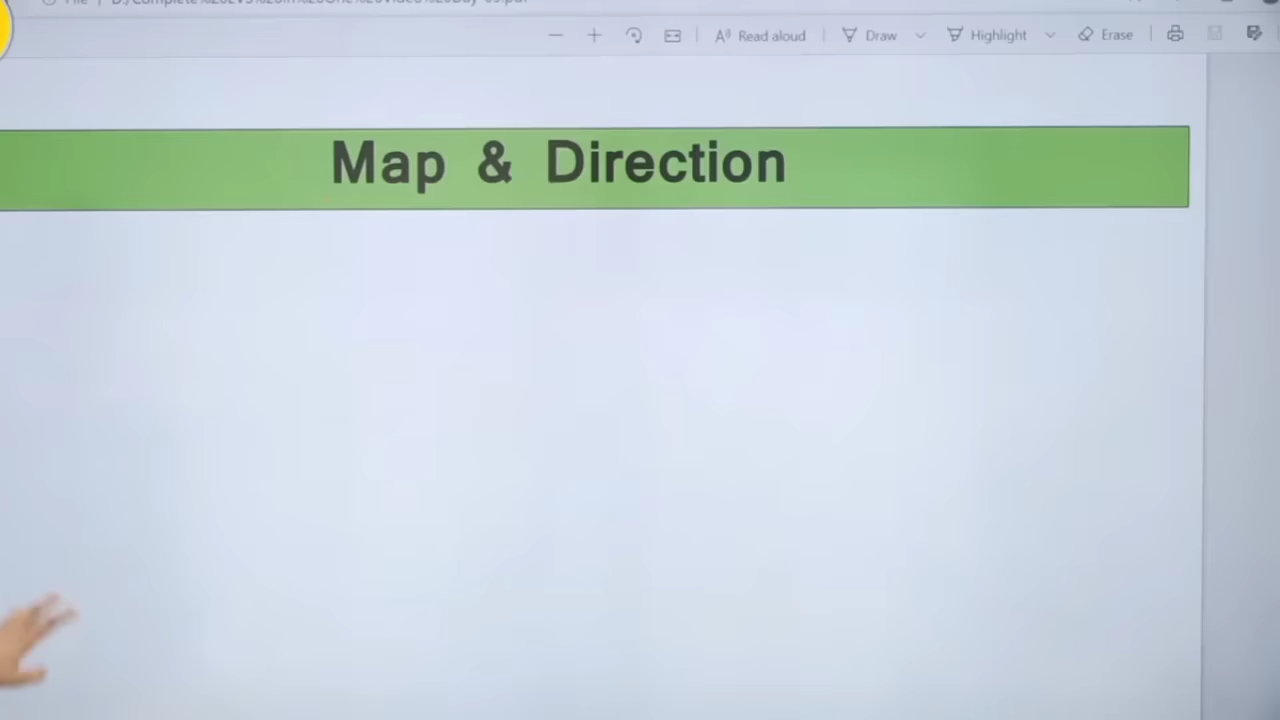 Read aloud
Draw
Highlight
Erase
Map & Direction